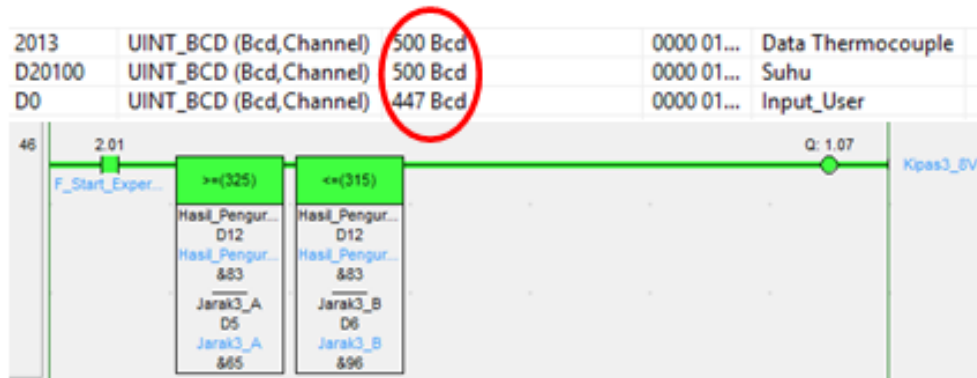 2013 UINT_BCD (Bcd,Channel) 500 Bcd 0000 01... Data Thermocouple
D20100 UINT_BCD (Bcd,Channel) 500 Bcd 0000 01... Suhu
D0 UINT_BCD (Bcd,Channel) 447 Bcd 0000 01... Input_User
46 2.01 Q: 1.07
F_Start_Exper... >=(325) <=(315) Kipas3_8V
Hasil_Pengur... Hasil_Pengur...
D12 D12
Hasil_Pengur... Hasil_Pengur...
&83 &83
Jarak3_A Jarak3_B
D5 D6
Jarak3_A Jarak3_B
&65 &96